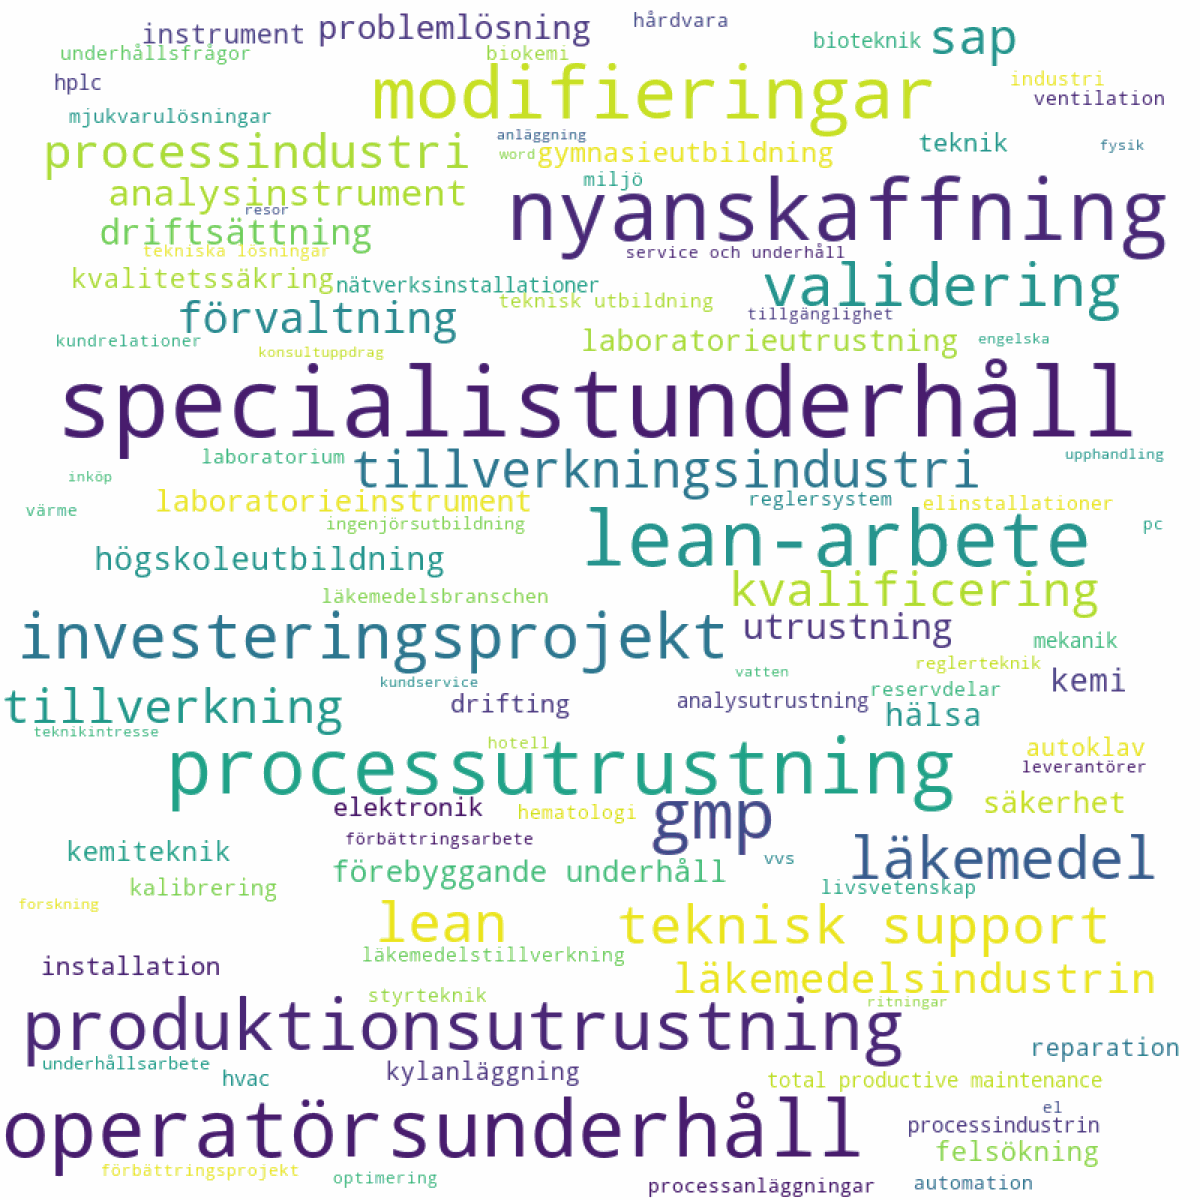 hårdvara
instrument problemlösning
bioteknik sap
underhållsfrågor biokemi
hplc modifieringar industri
ventilation
mjukvarulösningar
anläggning teknik fysik
processindustri word gymnasieutbildning
analysinstrument miljö
resor nyanskaffning
driftsättning
tekniska lösningar service och underhåll
kvalitetssäkring nätverksinstallationer validering
teknisk utbildning
förvaltning tillgänglighet
kundrelationer laboratorieutrustning engelska
konsultuppdrag
specialistunderhåll
laboratorium tillverkningsindustri upphandling
inköp
laboratorieinstrument reglersystem elinstallationer
värme
ingenjörsutbildning lean-arbete pc
högskoleutbildning
läkemedelsbranschen kvalificering
investeringsprojekt utrustning mekanik
reglerteknik
vatten
kundservice reservdelar kemi
tillverkning drifting analysutrustning hälsa
teknikintresse
hotell autoklav
processutrustning leverantörer
elektronik hematologi gmp säkerhet
förbättringsarbete
kemiteknik vvs läkemedel
förebyggande underhåll
kalibrering livsvetenskap
forskning
lean teknisk support
läkemedelstillverkning
installation läkemedelsindustrin
styrteknik ritningar
produktionsutrustning
reparation
underhållsarbete kylanläggning
hvac total productive maintenance
el
operatörsunderhåll processindustrin
felsökning
förbättringsprojekt optimering
processanläggningar automation